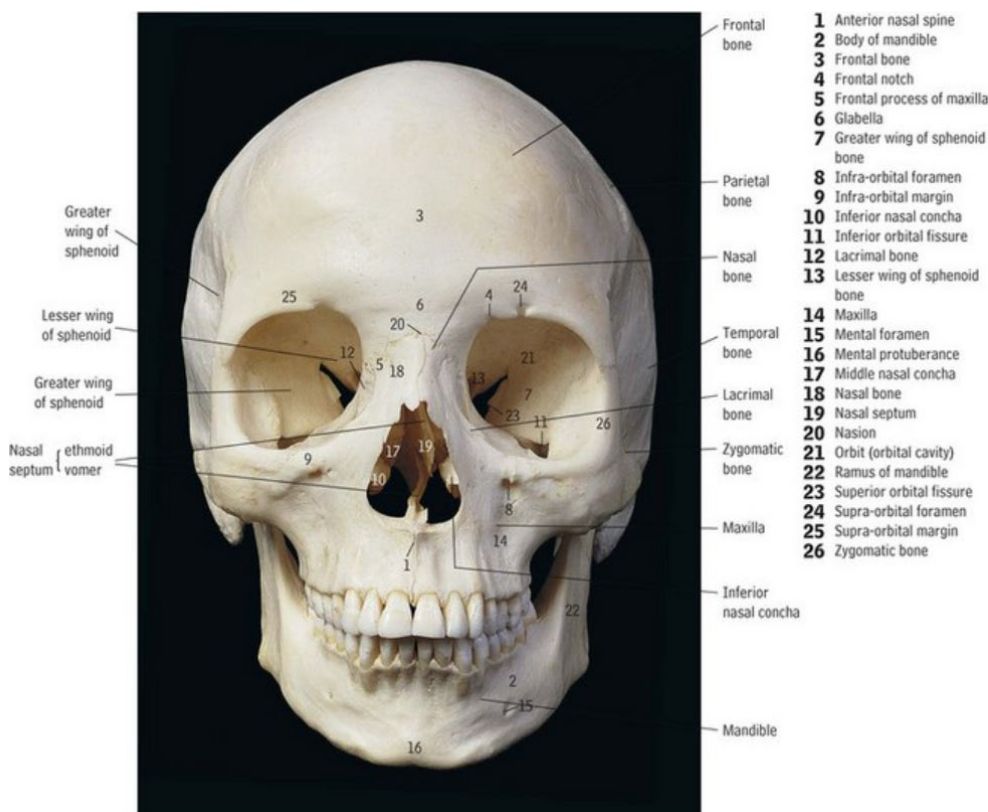 Frontal
bone
Parietal
bone
Greater
wing of
sphenoid
Nasal
bone
Lesser wing
of sphenoid
Temporal
bone
Greater wing
of sphenoid
Lacrimal
bone
Nasal
septum
ethmoid
vomer
Zygomatic
bone
Maxilla
Inferior
nasal concha
Mandible
3
25
6
4
24
20
12
5
18
21
13
7
23
11
26
17
19
9
10
8
14
1
22
2
15
16
1 Anterior nasal spine
2 Body of mandible
3 Frontal bone
4 Frontal notch
5 Frontal process of maxilla
6 Glabella
7 Greater wing of sphenoid
bone
8 Infra-orbital foramen
9 Infra-orbital margin
10 Inferior nasal concha
11 Inferior orbital fissure
12 Lacrimal bone
13 Lesser wing of sphenoid
bone
14 Maxilla
15 Mental foramen
16 Mental protuberance
17 Middle nasal concha
18 Nasal bone
19 Nasal septum
20 Nasion
21 Orbit (orbital cavity)
22 Ramus of mandible
23 Superior orbital fissure
24 Supra-orbital foramen
25 Supra-orbital margin
26 Zygomatic bone